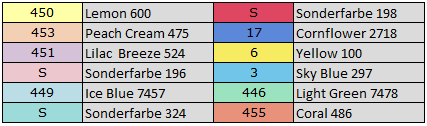 450 Lemon 600 S Sonderfarbe 198
453 Peach Cream 475 17 Cornflower 2718
451 Lilac Breeze 524 6 Yellow 100
S Sonderfarbe 196 3 Sky Blue 297
449 Ice Blue 7457 446 Light Green 7478
S Sonderfarbe 324 455 Coral 486